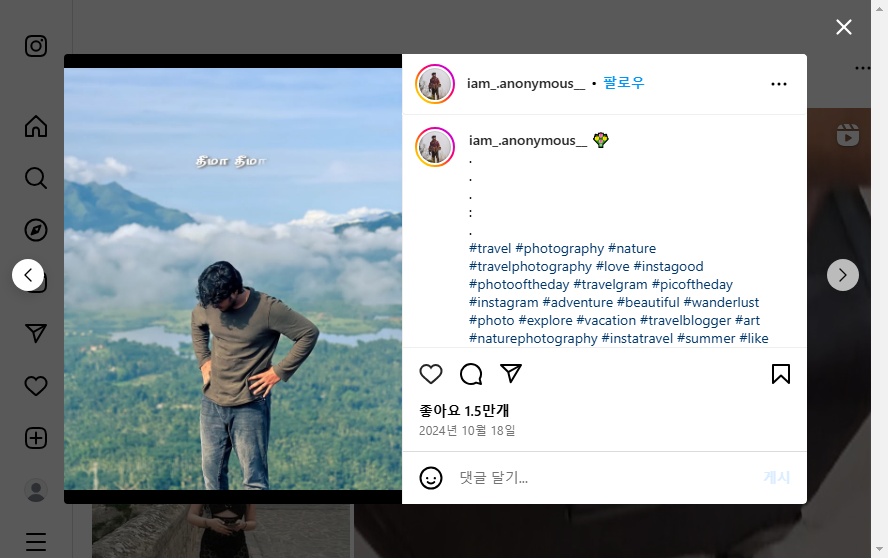 iam_.anonymous__ • 팔로우
iam_.anonymous__
.
.
.
:
.
#travel #photography #nature
#travelphotography #love #instagood
#photooftheday #travelgram #picoftheday
#instagram #adventure #beautiful #wanderlust
#photo #explore #vacation #travelblogger #art
#naturephotography #instatravel #summer #like
தீமா தீமா
좋아요 1.5만개
2024년 10월 18일
댓글 달기...
게시